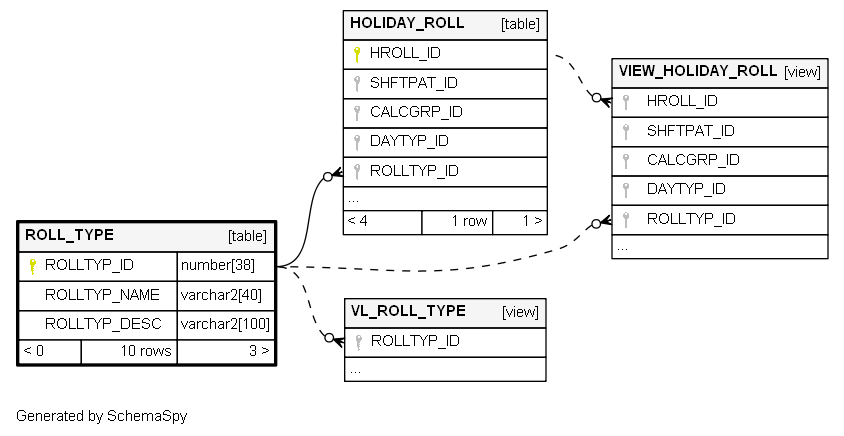 HOLIDAY_ROLL [table]
HROLL_ID
SHFTPAT_ID
CALCGRP_ID
DAYTYP_ID
ROLLTYP_ID
...
< 4 1 row 1 >
VIEW_HOLIDAY_ROLL [view]
HROLL_ID
SHFTPAT_ID
CALCGRP_ID
DAYTYP_ID
ROLLTYP_ID
...
ROLL_TYPE [table]
ROLLTYP_ID number[38]
ROLLTYP_NAME varchar2[40]
ROLLTYP_DESC varchar2[100]
< 0 10 rows 3 >
VL_ROLL_TYPE [view]
ROLLTYP_ID
...
Generated by SchemaSpy